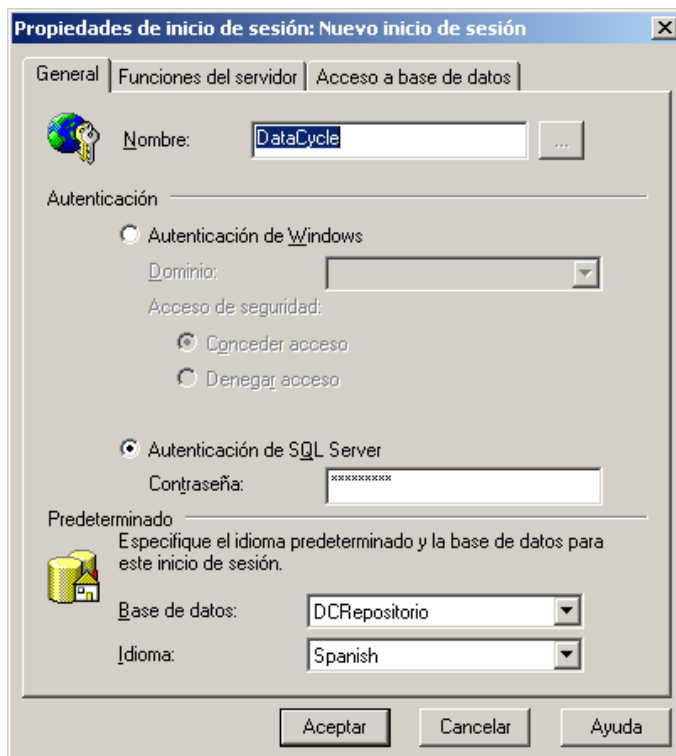 Propiedades de inicio de sesión: Nuevo inicio de sesión
General Funciones del servidor Acceso a base de datos
Nombre: DataCycle ...
Autenticación
Autenticación de Windows
Dominio:
Acceso de seguridad:
Conceder acceso
Denegar acceso
Autenticación de SQL Server
Contraseña: *********
Predeterminado
Especifique el idioma predeterminado y la base de datos para
este inicio de sesión.
Base de datos: DCRepositorio
Idioma: Spanish
Aceptar Cancelar Ayuda